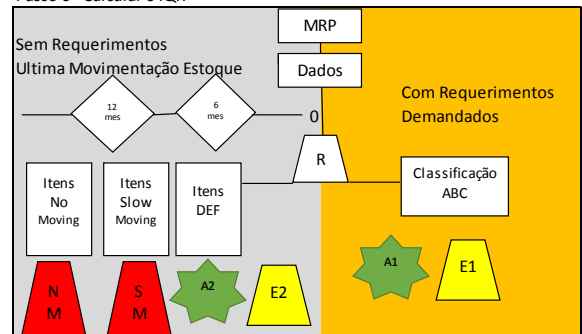 MRP
Sem Requerimentos
Ultima Movimentação Estoque
Dados
Com Requerimentos
Demandados
12
mes
6
mes
0
R
Itens
No
Moving
Itens
Slow
Moving
Itens
DEF
Classificação
ABC
N
M
S
M
A2
E2
A1
E1